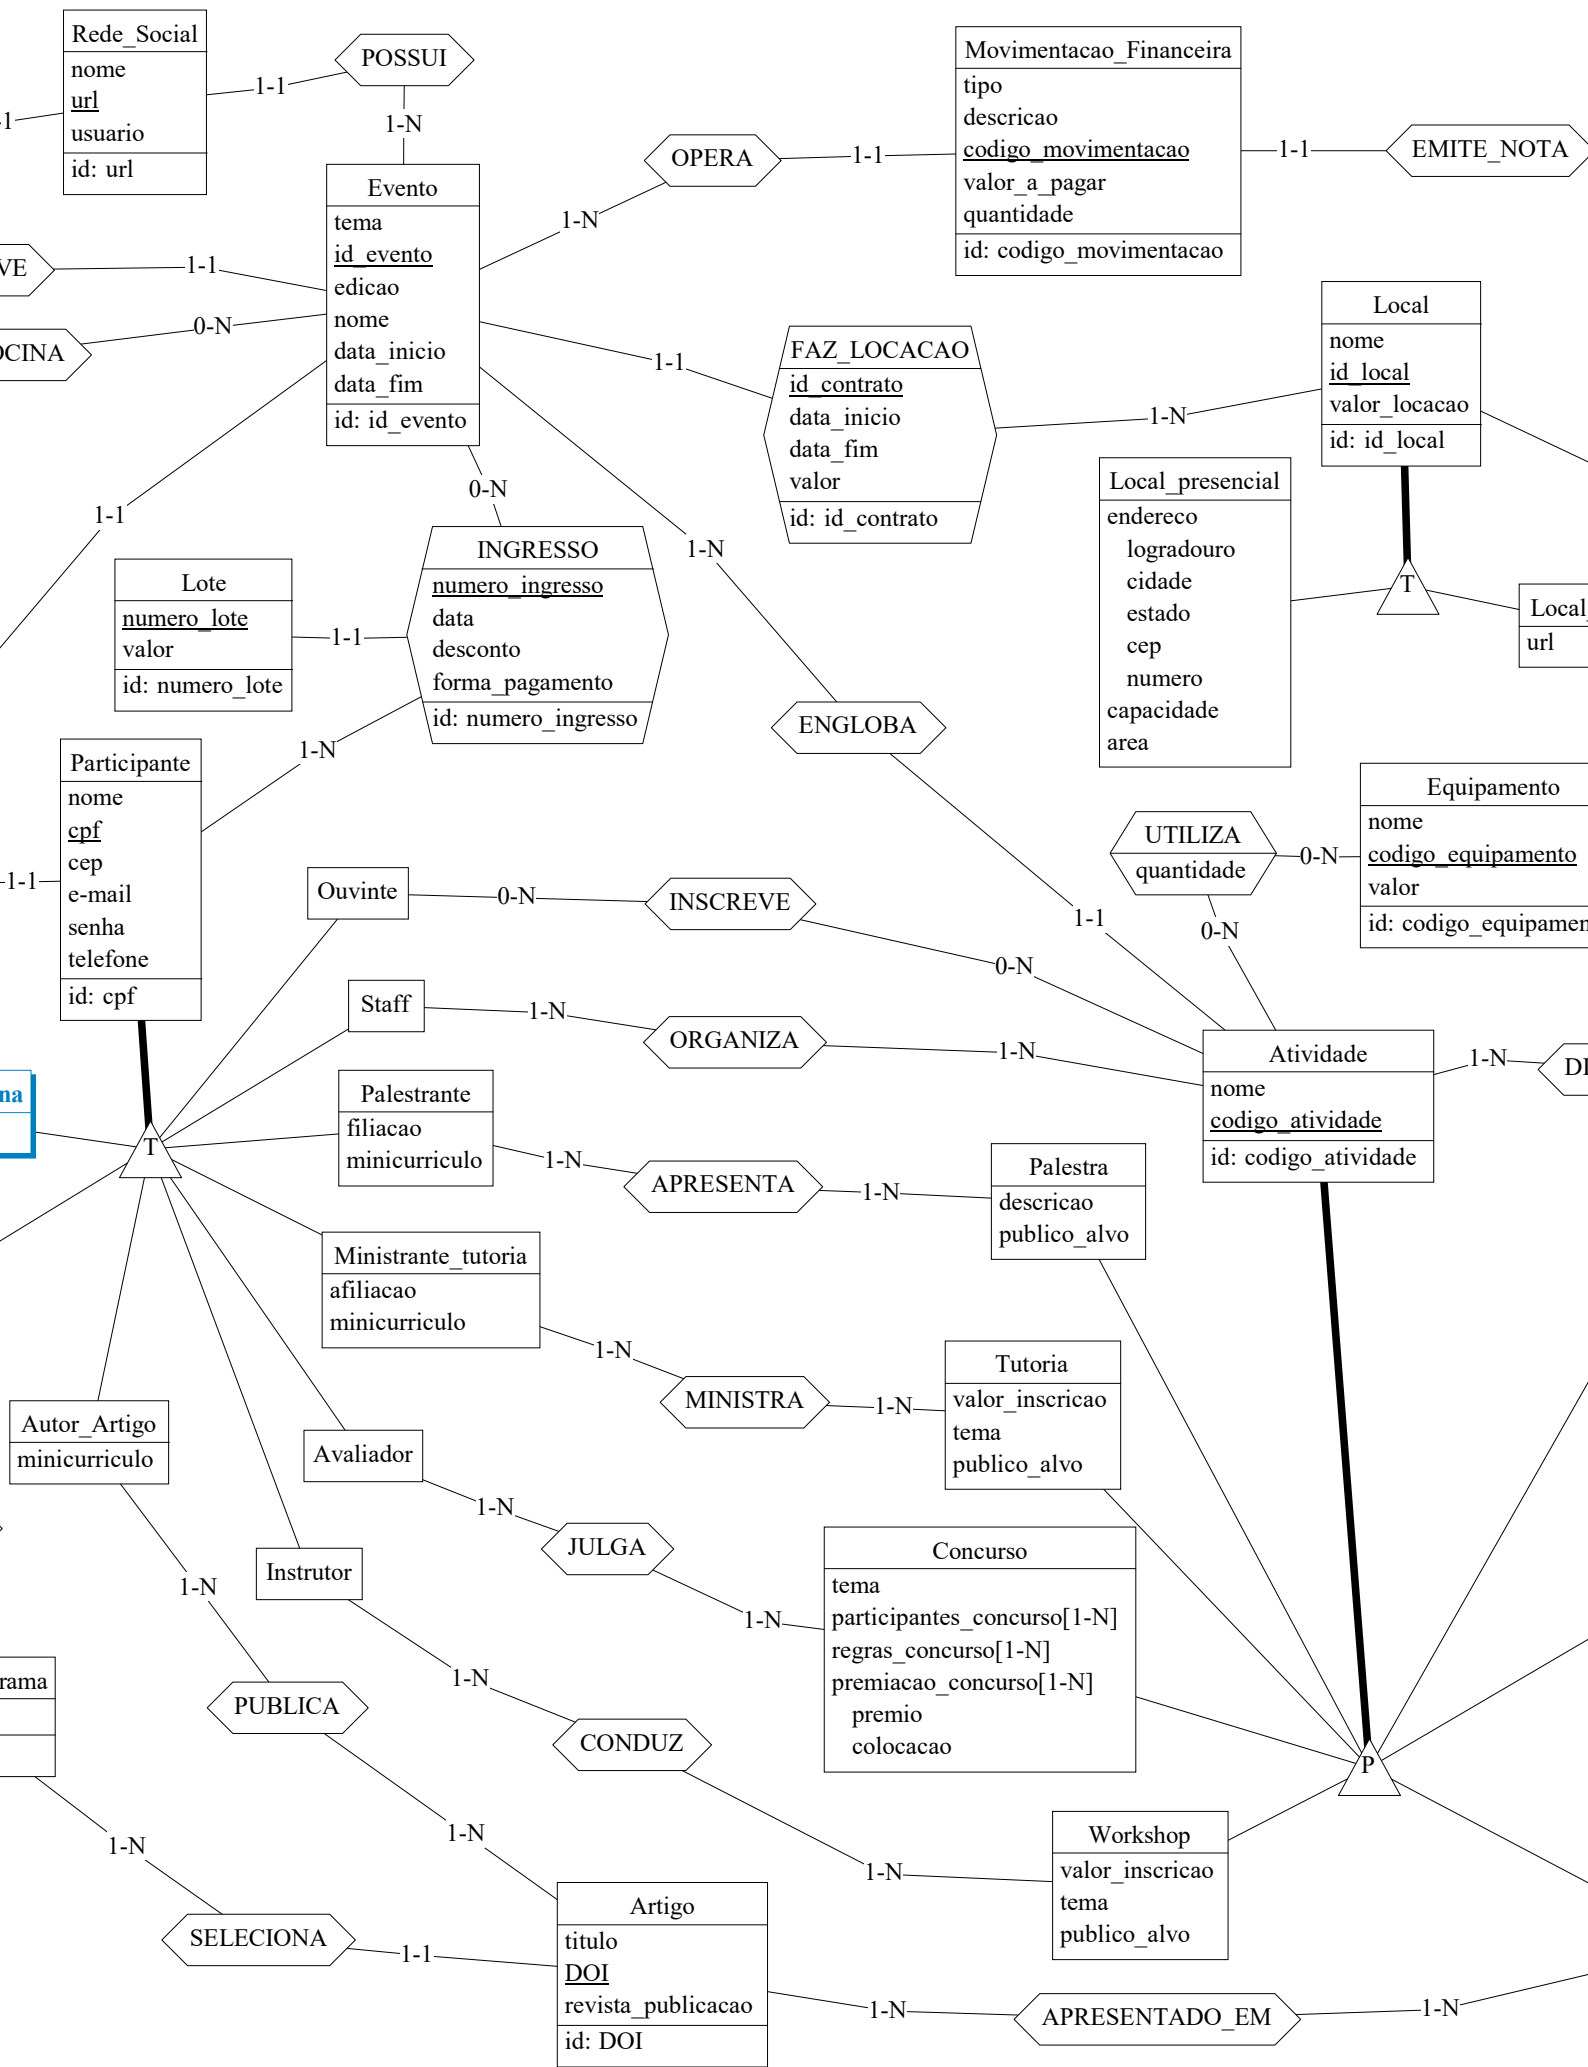 Rede_Social
nome
url
usuario
id: url
POSSUI
1-1
1-N
Movimentacao_Financeira
tipo
descricao
codigo_movimentacao
valor_a_pagar
quantidade
id: codigo_movimentacao
OPERA
1-1
1-N
1-1
EMITE_NOTA
Evento
tema
id_evento
edicao
nome
data_inicio
data_fim
id: id_evento
VE
1-1
OCINA
0-N
1-1
0-N
1-N
1-1
FAZ_LOCACAO
id_contrato
data_inicio
data_fim
valor
id: id_contrato
1-N
Local
nome
id_local
valor_locacao
id: id_local
T
Local_presencial
endereco
logradouro
cidade
estado
cep
numero
capacidade
area
Local_
url
INGRESSO
numero_ingresso
data
desconto
forma_pagamento
id: numero_ingresso
Lote
numero_lote
valor
id: numero_lote
1-1
1-N
ENGLOBA
1-1
Participante
nome
cpf
cep
e-mail
senha
telefone
id: cpf
1-1
UTILIZA
quantidade
0-N
0-N
Equipamento
nome
codigo_equipamento
valor
id: codigo_equipamen
Ouvinte
0-N
INSCREVE
0-N
Staff
1-N
ORGANIZA
1-N
Atividade
nome
codigo_atividade
id: codigo_atividade
1-N
DI
na
T
Palestrante
filiacao
minicurriculo
1-N
APRESENTA
1-N
Palestra
descricao
publico_alvo
Ministrante_tutoria
afiliacao
minicurriculo
1-N
MINISTRA
1-N
Tutoria
valor_inscricao
tema
publico_alvo
Autor_Artigo
minicurriculo
Avaliador
1-N
JULGA
1-N
Concurso
tema
participantes_concurso[1-N]
regras_concurso[1-N]
premiacao_concurso[1-N]
premio
colocacao
Instrutor
1-N
CONDUZ
1-N
P
Workshop
valor_inscricao
tema
publico_alvo
1-N
PUBLICA
1-N
rama
1-N
SELECIONA
1-1
Artigo
titulo
DOI
revista_publicacao
id: DOI
1-N
APRESENTADO_EM
1-N